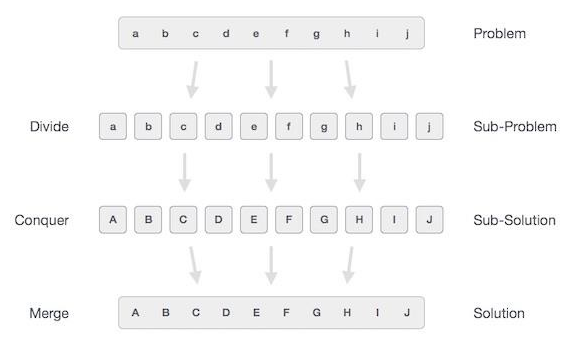 a b c d e f g h i j Problem
Divide a b c d e f g h i j Sub-Problem
Conquer A B C D E F G H I J Sub-Solution
Merge A B C D E F G H I J Solution